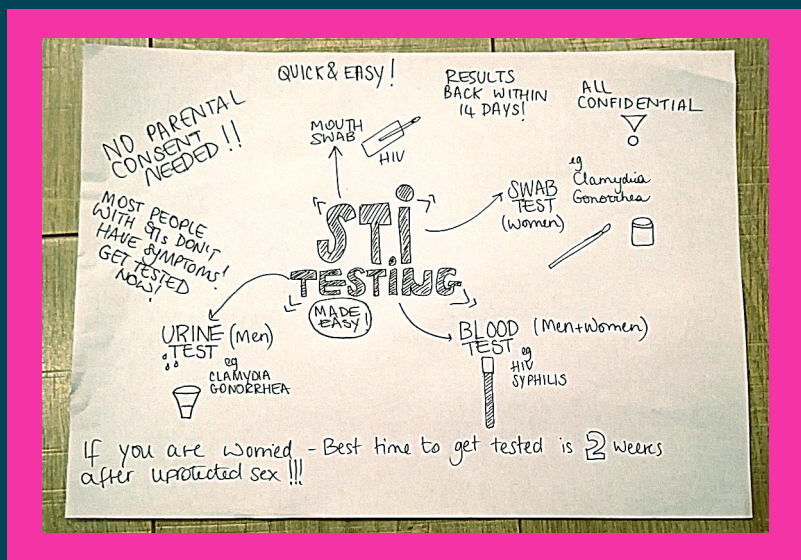 QUICK & EASY!
RESULTS
BACK WITHIN
14 DAYS!
ALL
CONFIDENTIAL
NO PARENTAL
CONSENT
NEEDED!!
MOUTH
SWAB
HIV
SWAB
TEST
(Women)
eg
Clamydia
Gonorrhea
MOST PEOPLE
WITH STIs DON'T
HAVE SYMPTOMS!
GET TESTED
NOW!
STi
TESTiNG
MADE
EASY!
URINE (Men)
TEST
eg
CLAMYDIA
GONORRHEA
BLOOD (Men+Women)
TEST eg
HIV
SYPHILIS
If you are worried - Best time to get tested is 2 weeks
after uprotected sex!!!